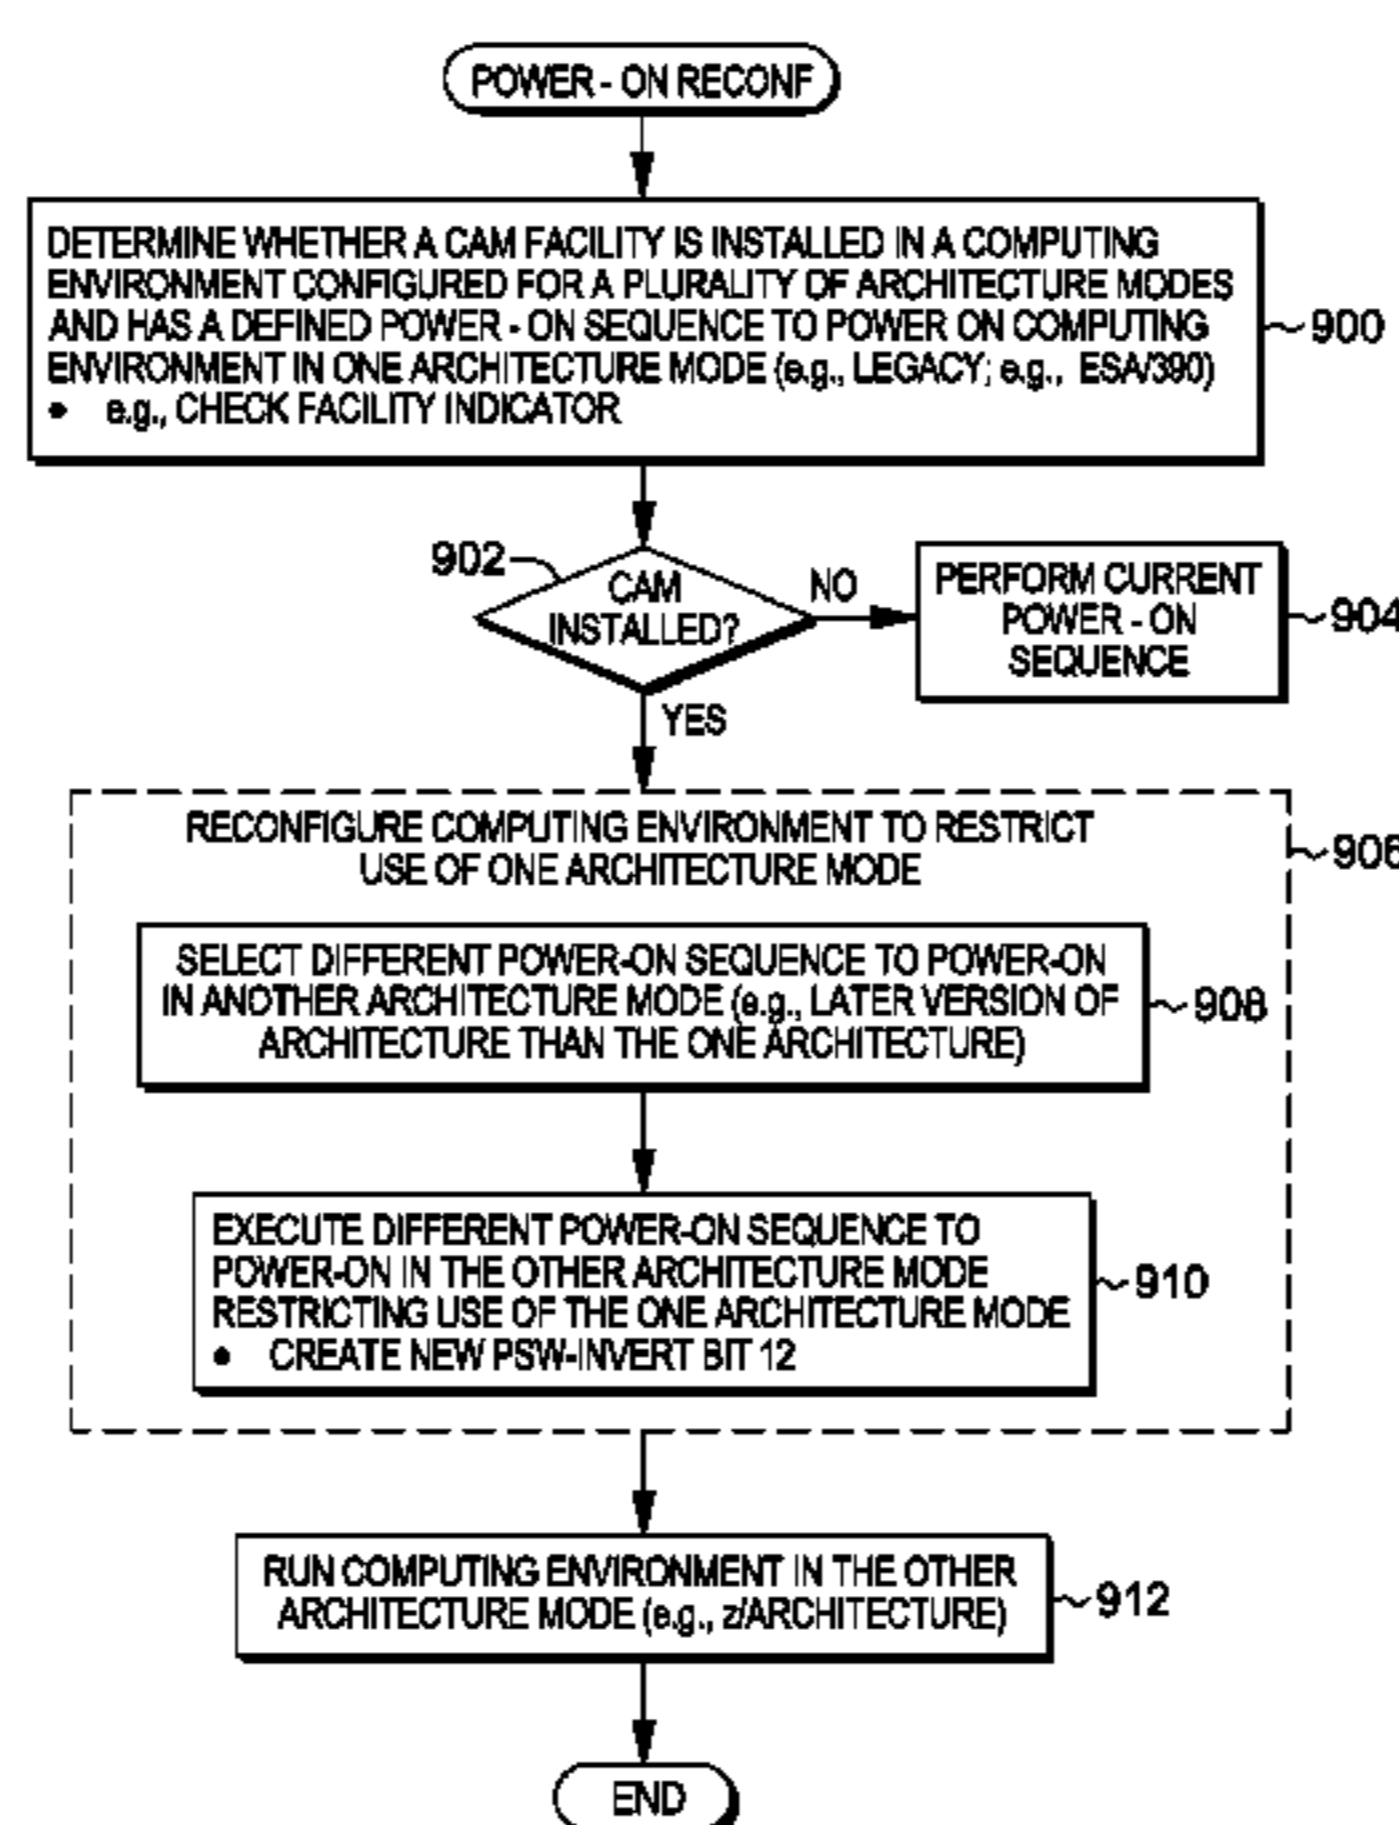 POWER - ON RECONF
DETERMINE WHETHER A CAM FACILITY IS INSTALLED IN A COMPUTING
ENVIRONMENT CONFIGURED FOR A PLURALITY OF ARCHITECTURE MODES
AND HAS A DEFINED POWER - ON SEQUENCE TO POWER ON COMPUTING
ENVIRONMENT IN ONE ARCHITECTURE MODE (e.g., LEGACY; e.g., ESA/390)
• e.g., CHECK FACILITY INDICATOR
900
902
CAM
INSTALLED?
NO
PERFORM CURRENT
POWER - ON
SEQUENCE
904
YES
RECONFIGURE COMPUTING ENVIRONMENT TO RESTRICT
USE OF ONE ARCHITECTURE MODE
906
SELECT DIFFERENT POWER-ON SEQUENCE TO POWER-ON
IN ANOTHER ARCHITECTURE MODE (e.g., LATER VERSION OF
ARCHITECTURE THAN THE ONE ARCHITECTURE)
908
EXECUTE DIFFERENT POWER-ON SEQUENCE TO
POWER-ON IN THE OTHER ARCHITECTURE MODE
RESTRICTING USE OF THE ONE ARCHITECTURE MODE
• CREATE NEW PSW-INVERT BIT 12
910
RUN COMPUTING ENVIRONMENT IN THE OTHER
ARCHITECTURE MODE (e.g., z/ARCHITECTURE)
912
END